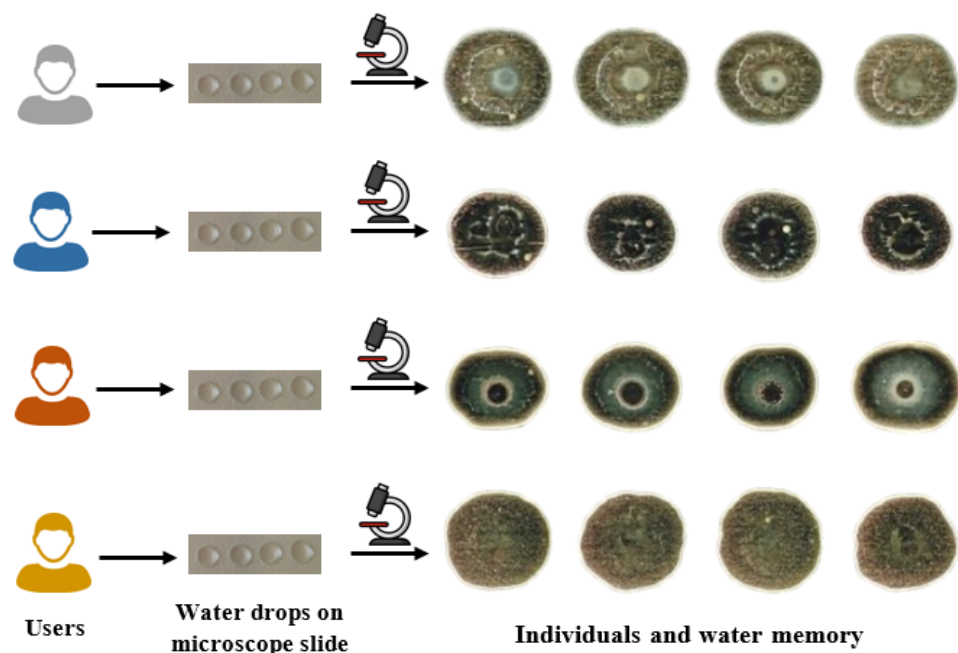 Users
Water drops on
microscope slide
Individuals and water memory